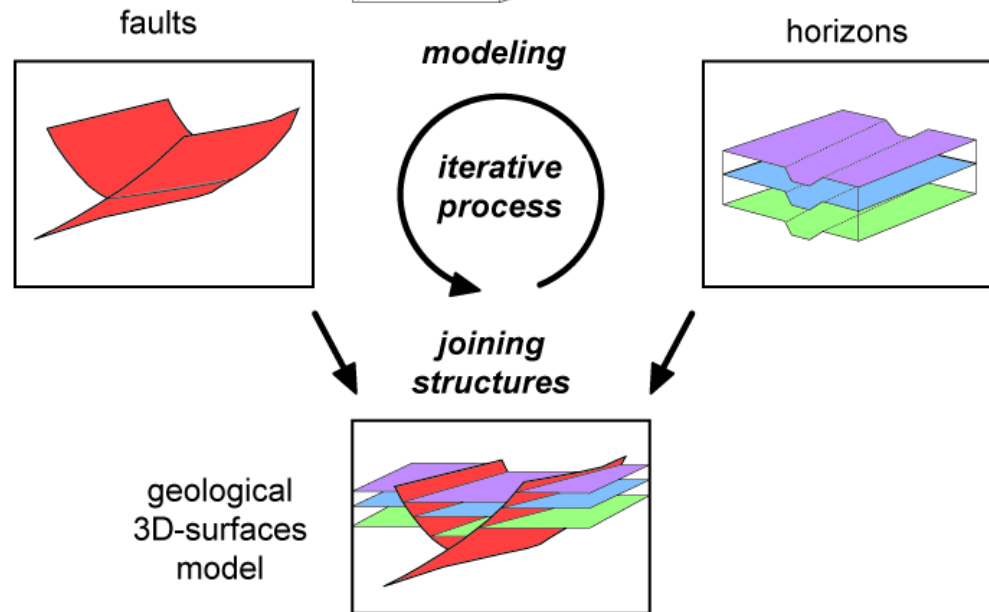 faults
modeling
horizons
iterative
process
joining
structures
geological
3D-surfaces
model